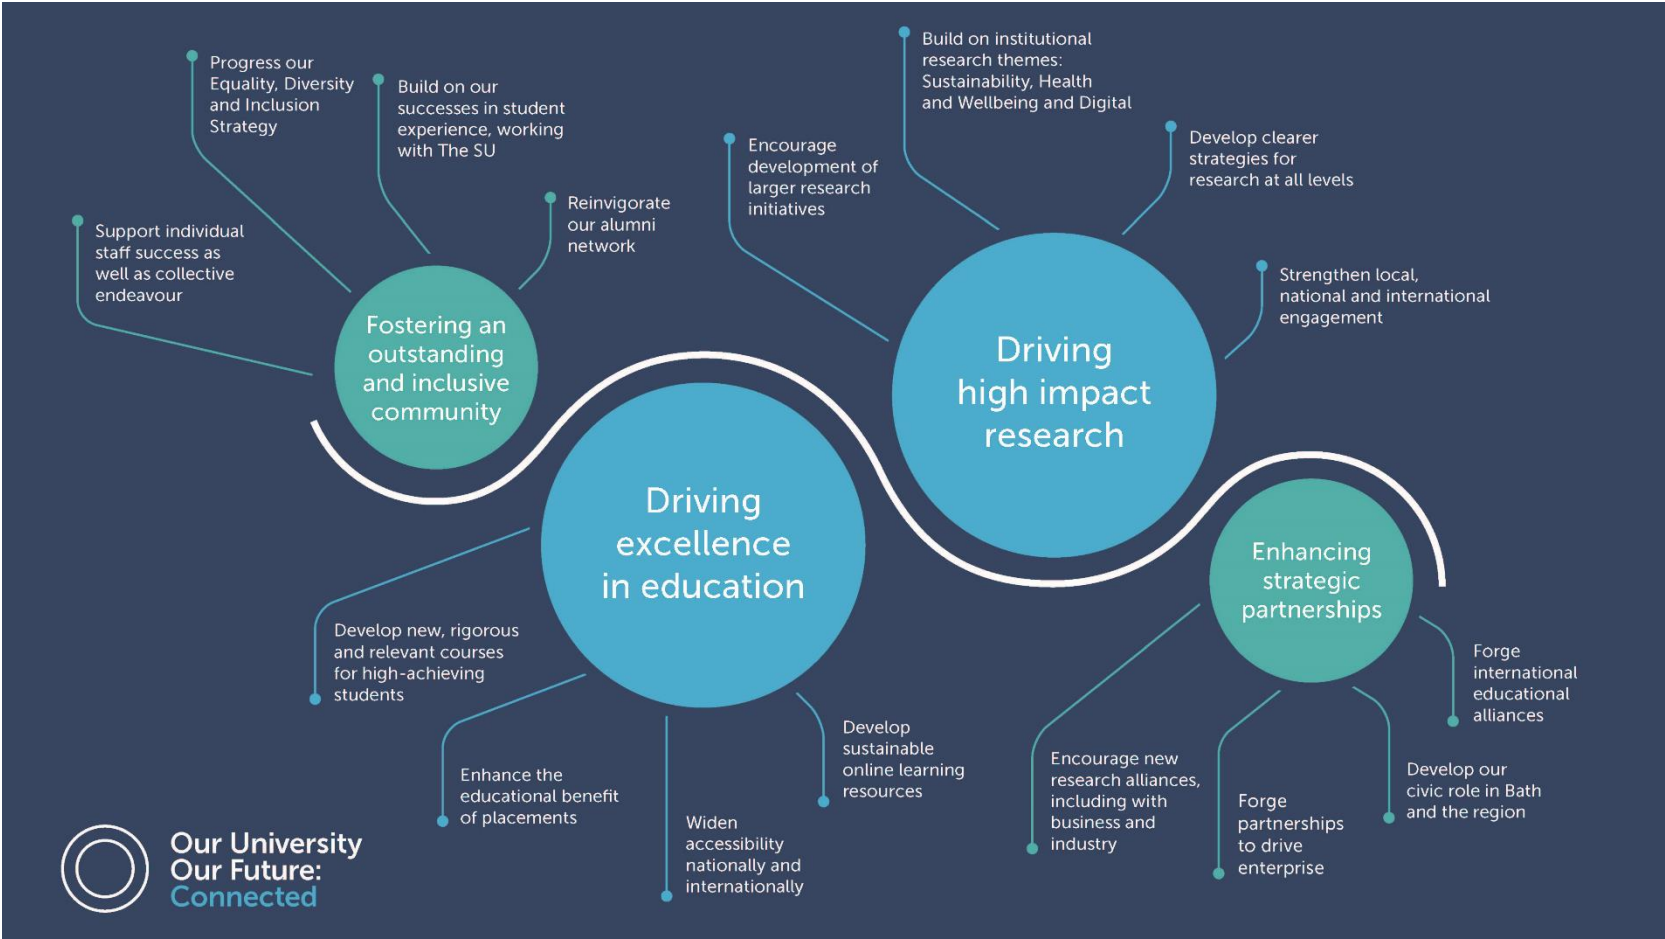 Progress our
Equality, Diversity
and Inclusion
Strategy
Build on our
successes in student
experience, working
with The SU
Reinvigorate
our alumni
network
Support individual
staff success as
well as collective
endeavour
Fostering an
outstanding
and inclusive
community
Build on institutional
research themes:
Sustainability, Health
and Wellbeing and Digital
Encourage
development of
larger research
initiatives
Develop clearer
strategies for
research at all levels
Strengthen local,
national and international
engagement
Driving
high impact
research
Driving
excellence
in education
Develop new, rigorous
and relevant courses
for high-achieving
students
Enhance the
educational benefit
of placements
Widen
accessibility
nationally and
internationally
Develop
sustainable
online learning
resources
Enhancing
strategic
partnerships
Encourage new
research alliances,
including with
business and
industry
Forge
partnerships
to drive
enterprise
Develop our
civic role in Bath
and the region
Forge
international
educational
alliances
Our University
Our Future:
Connected